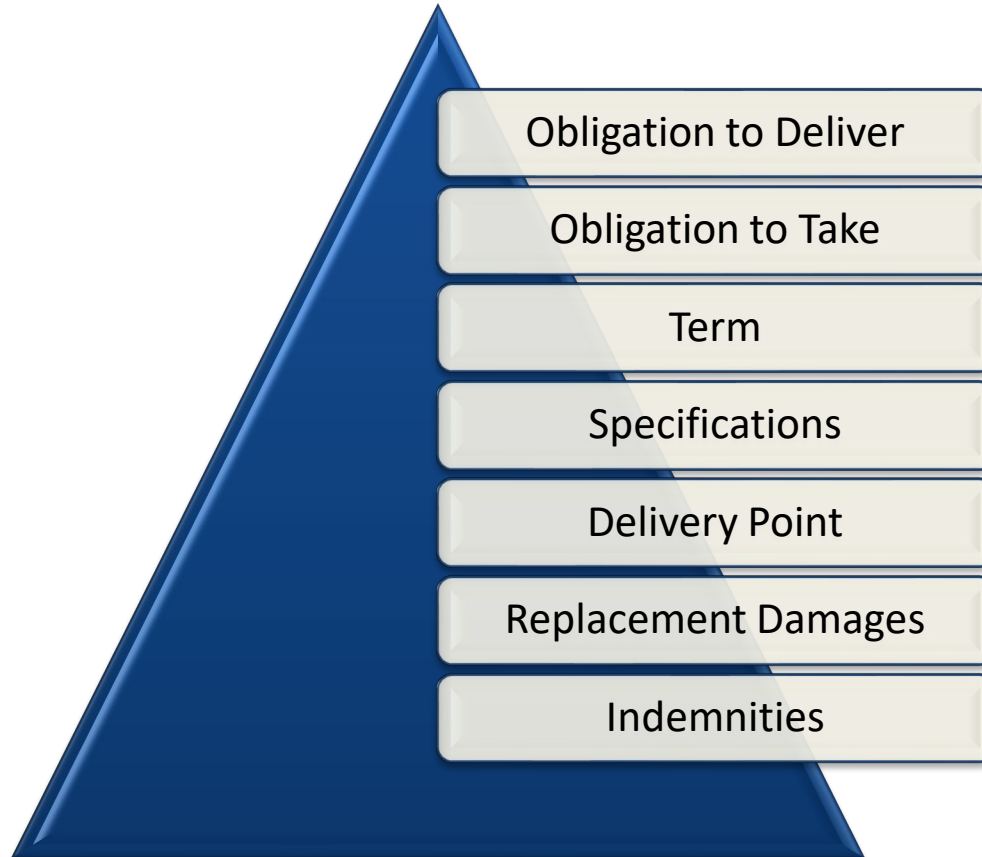 Obligation to Deliver
Obligation to Take
Term
Specifications
Delivery Point
Replacement Damages
Indemnities